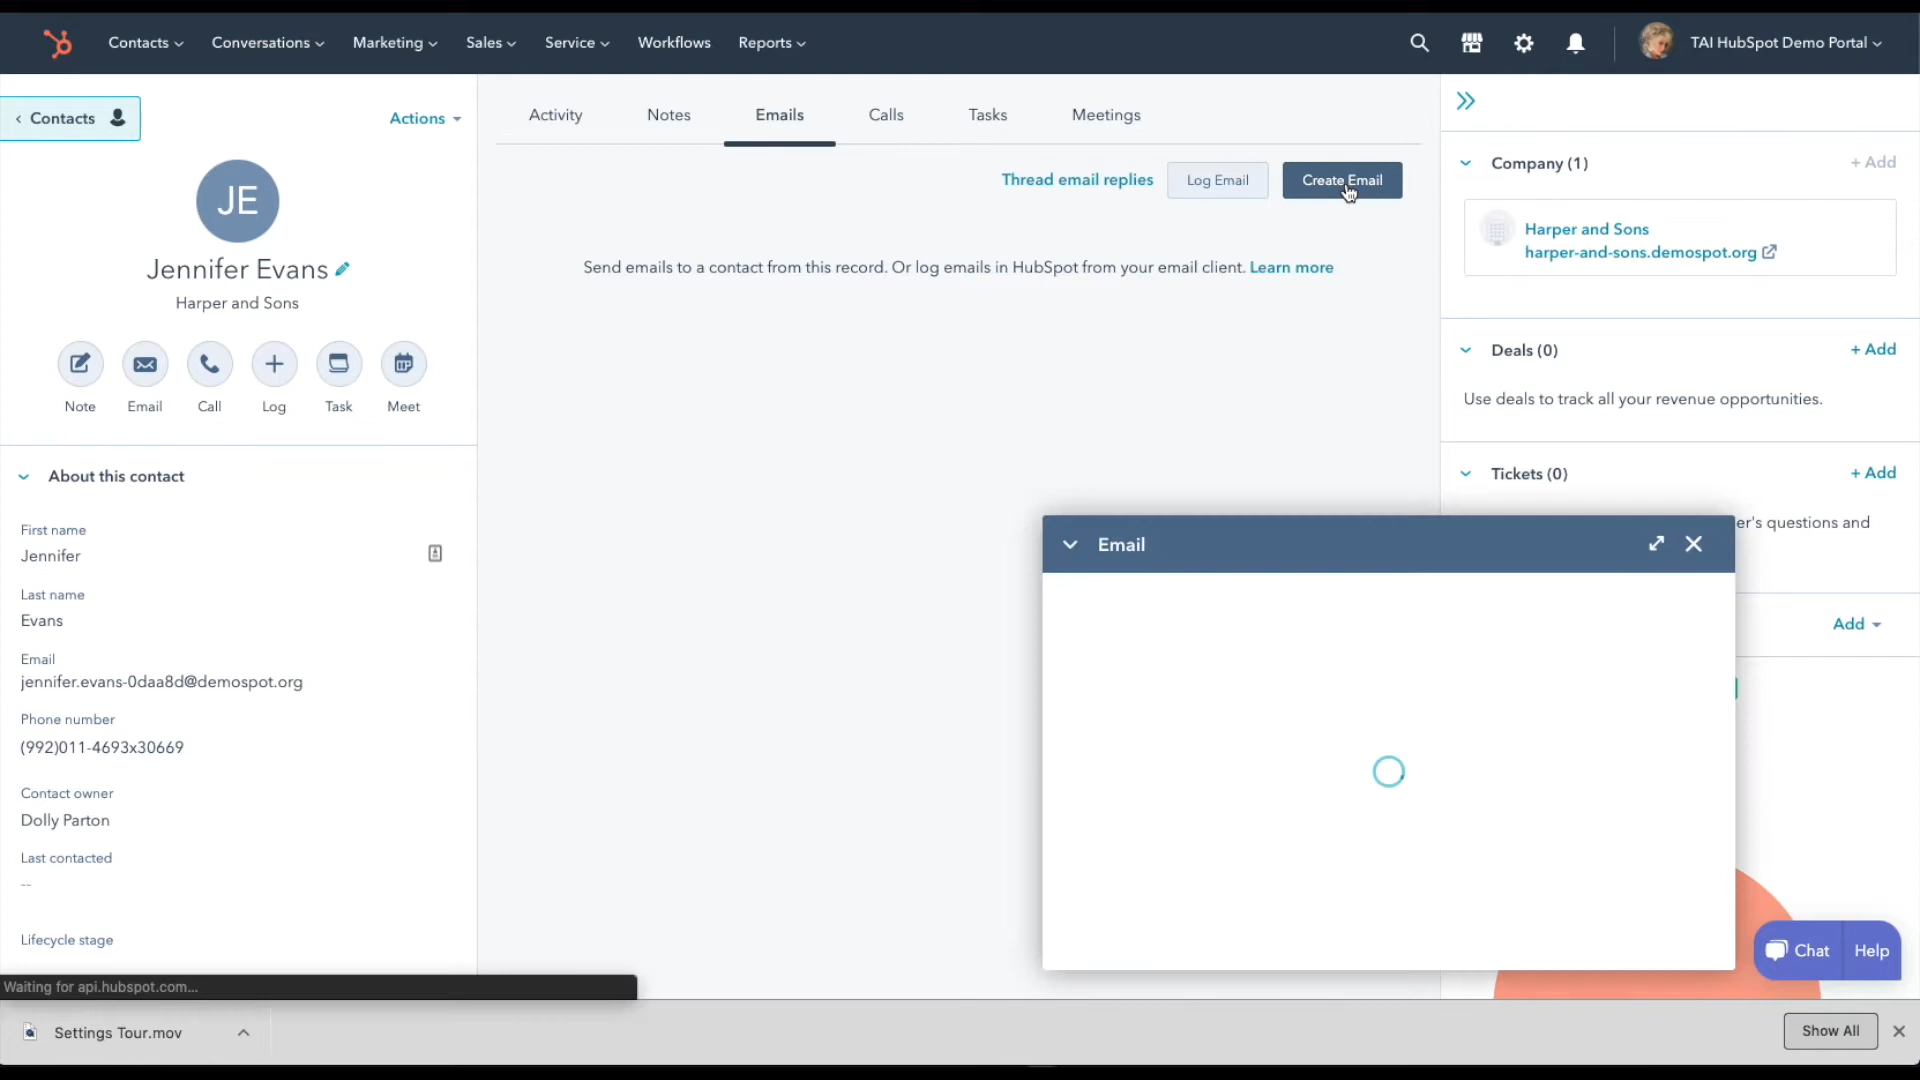 Contacts Conversations Marketing Sales Service Workflows Reports TAI HubSpot Demo Portal
Contacts
Actions
JE
Jennifer Evans
Harper and Sons
Note Email Call Log Task Meet
About this contact
First name
Jennifer
Last name
Evans
Email
jennifer.evans-0daa8d@demospot.org
Phone number
(992)011-4693x30669
Contact owner
Dolly Parton
Last contacted
--
Lifecycle stage
Activity Notes Emails Calls Tasks Meetings
Thread email replies Log Email Create Email
Send emails to a contact from this record. Or log emails in HubSpot from your email client. Learn more
Company (1) + Add
Harper and Sons
harper-and-sons.demospot.org
Deals (0) + Add
Use deals to track all your revenue opportunities.
Tickets (0) + Add
er's questions and
Add
Email
Chat Help
Waiting for api.hubspot.com...
Settings Tour.mov
Show All